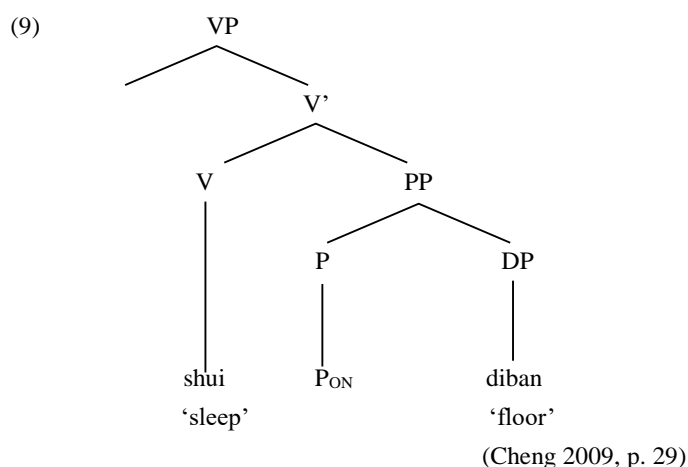 (9) VP
V’
V PP
P DP
shui P_ON diban
‘sleep’ ‘floor’
(Cheng 2009, p. 29)